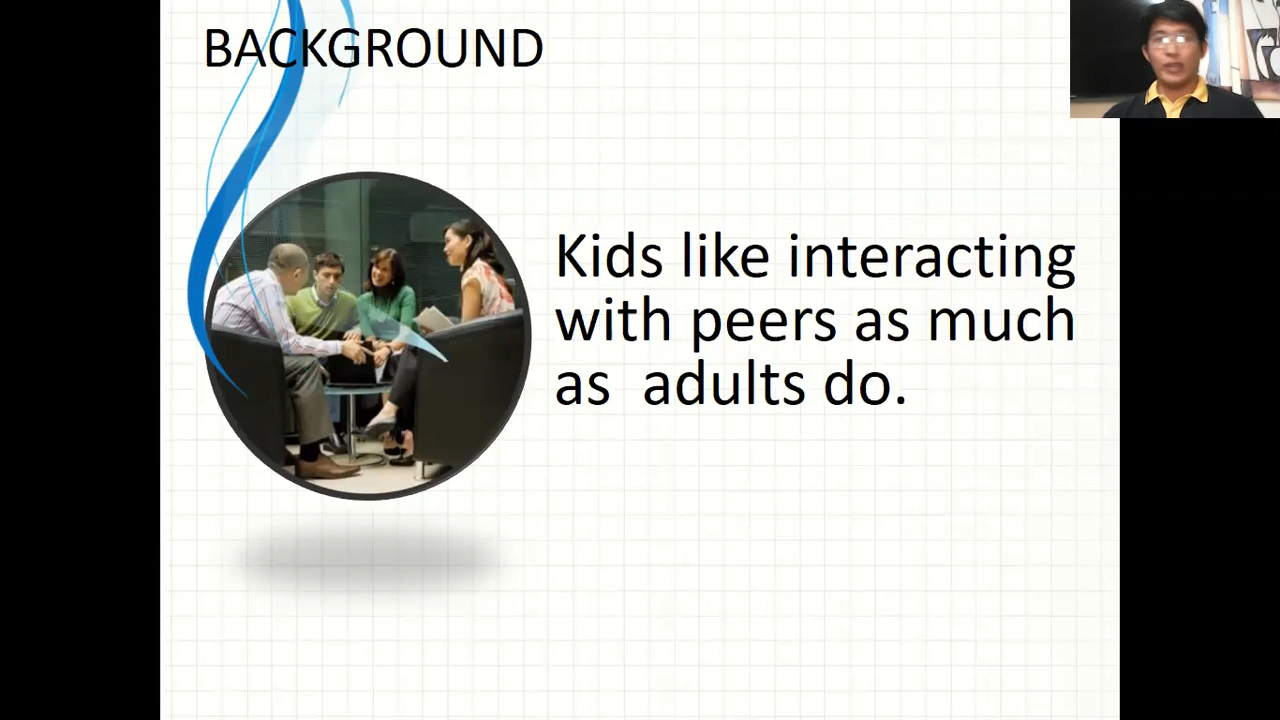 BACKGROUND
Kids like interacting
with peers as much
as  adults do.